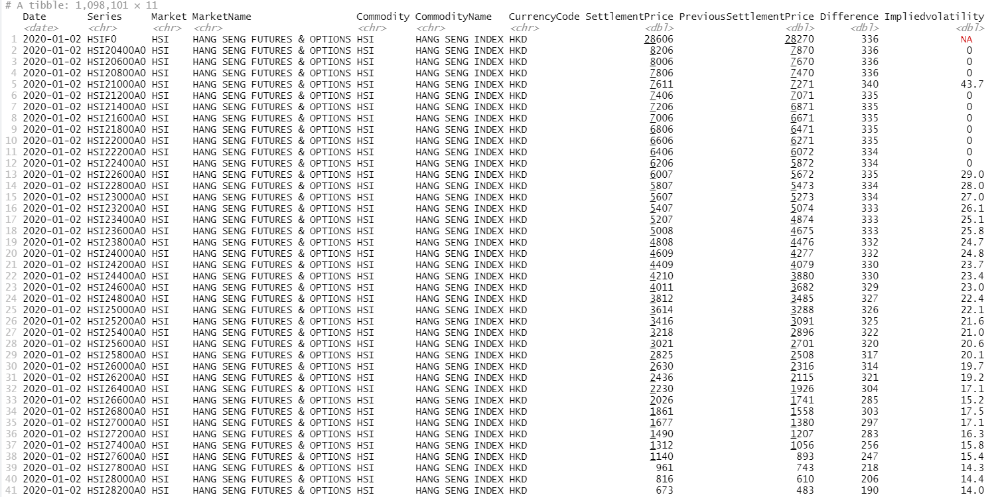 # A tibble: 1,098,101 × 11
Date Series Market MarketName Commodity CommodityName CurrencyCode SettlementPrice PreviousSettlementPrice Difference Impliedvolatility
<date> <chr> <chr> <chr> <chr> <chr> <chr> <dbl> <dbl> <dbl> <dbl>
1 2020-01-02 HSIF0 HSI HANG SENG FUTURES & OPTIONS HSI HANG SENG INDEX HKD 28606 28270 336 NA
2 2020-01-02 HSI20400A0 HSI HANG SENG FUTURES & OPTIONS HSI HANG SENG INDEX HKD 8206 7870 336 0
3 2020-01-02 HSI20600A0 HSI HANG SENG FUTURES & OPTIONS HSI HANG SENG INDEX HKD 8006 7670 336 0
4 2020-01-02 HSI20800A0 HSI HANG SENG FUTURES & OPTIONS HSI HANG SENG INDEX HKD 7806 7470 336 0
5 2020-01-02 HSI21000A0 HSI HANG SENG FUTURES & OPTIONS HSI HANG SENG INDEX HKD 7611 7271 340 43.7
6 2020-01-02 HSI21200A0 HSI HANG SENG FUTURES & OPTIONS HSI HANG SENG INDEX HKD 7406 7071 335 0
7 2020-01-02 HSI21400A0 HSI HANG SENG FUTURES & OPTIONS HSI HANG SENG INDEX HKD 7206 6871 335 0
8 2020-01-02 HSI21600A0 HSI HANG SENG FUTURES & OPTIONS HSI HANG SENG INDEX HKD 7006 6671 335 0
9 2020-01-02 HSI21800A0 HSI HANG SENG FUTURES & OPTIONS HSI HANG SENG INDEX HKD 6806 6471 335 0
10 2020-01-02 HSI22000A0 HSI HANG SENG FUTURES & OPTIONS HSI HANG SENG INDEX HKD 6606 6271 335 0
11 2020-01-02 HSI22200A0 HSI HANG SENG FUTURES & OPTIONS HSI HANG SENG INDEX HKD 6406 6072 334 0
12 2020-01-02 HSI22400A0 HSI HANG SENG FUTURES & OPTIONS HSI HANG SENG INDEX HKD 6206 5872 334 0
13 2020-01-02 HSI22600A0 HSI HANG SENG FUTURES & OPTIONS HSI HANG SENG INDEX HKD 6007 5672 335 29.0
14 2020-01-02 HSI22800A0 HSI HANG SENG FUTURES & OPTIONS HSI HANG SENG INDEX HKD 5807 5473 334 28.0
15 2020-01-02 HSI23000A0 HSI HANG SENG FUTURES & OPTIONS HSI HANG SENG INDEX HKD 5607 5273 334 27.0
16 2020-01-02 HSI23200A0 HSI HANG SENG FUTURES & OPTIONS HSI HANG SENG INDEX HKD 5407 5074 333 26.1
17 2020-01-02 HSI23400A0 HSI HANG SENG FUTURES & OPTIONS HSI HANG SENG INDEX HKD 5207 4874 333 25.1
18 2020-01-02 HSI23600A0 HSI HANG SENG FUTURES & OPTIONS HSI HANG SENG INDEX HKD 5008 4675 333 25.8
19 2020-01-02 HSI23800A0 HSI HANG SENG FUTURES & OPTIONS HSI HANG SENG INDEX HKD 4808 4476 332 24.7
20 2020-01-02 HSI24000A0 HSI HANG SENG FUTURES & OPTIONS HSI HANG SENG INDEX HKD 4609 4277 332 24.8
21 2020-01-02 HSI24200A0 HSI HANG SENG FUTURES & OPTIONS HSI HANG SENG INDEX HKD 4409 4079 330 23.7
22 2020-01-02 HSI24400A0 HSI HANG SENG FUTURES & OPTIONS HSI HANG SENG INDEX HKD 4210 3880 330 23.4
23 2020-01-02 HSI24600A0 HSI HANG SENG FUTURES & OPTIONS HSI HANG SENG INDEX HKD 4011 3682 329 23.0
24 2020-01-02 HSI24800A0 HSI HANG SENG FUTURES & OPTIONS HSI HANG SENG INDEX HKD 3812 3485 327 22.4
25 2020-01-02 HSI25000A0 HSI HANG SENG FUTURES & OPTIONS HSI HANG SENG INDEX HKD 3614 3288 326 22.1
26 2020-01-02 HSI25200A0 HSI HANG SENG FUTURES & OPTIONS HSI HANG SENG INDEX HKD 3416 3091 325 21.6
27 2020-01-02 HSI25400A0 HSI HANG SENG FUTURES & OPTIONS HSI HANG SENG INDEX HKD 3218 2896 322 21.0
28 2020-01-02 HSI25600A0 HSI HANG SENG FUTURES & OPTIONS HSI HANG SENG INDEX HKD 3021 2701 320 20.6
29 2020-01-02 HSI25800A0 HSI HANG SENG FUTURES & OPTIONS HSI HANG SENG INDEX HKD 2825 2508 317 20.1
30 2020-01-02 HSI26000A0 HSI HANG SENG FUTURES & OPTIONS HSI HANG SENG INDEX HKD 2630 2316 314 19.7
31 2020-01-02 HSI26200A0 HSI HANG SENG FUTURES & OPTIONS HSI HANG SENG INDEX HKD 2436 2115 321 19.2
32 2020-01-02 HSI26400A0 HSI HANG SENG FUTURES & OPTIONS HSI HANG SENG INDEX HKD 2230 1926 304 17.1
33 2020-01-02 HSI26600A0 HSI HANG SENG FUTURES & OPTIONS HSI HANG SENG INDEX HKD 2026 1741 285 15.2
34 2020-01-02 HSI26800A0 HSI HANG SENG FUTURES & OPTIONS HSI HANG SENG INDEX HKD 1861 1558 303 17.5
35 2020-01-02 HSI27000A0 HSI HANG SENG FUTURES & OPTIONS HSI HANG SENG INDEX HKD 1677 1380 297 17.1
36 2020-01-02 HSI27200A0 HSI HANG SENG FUTURES & OPTIONS HSI HANG SENG INDEX HKD 1490 1207 283 16.3
37 2020-01-02 HSI27400A0 HSI HANG SENG FUTURES & OPTIONS HSI HANG SENG INDEX HKD 1312 1056 256 15.8
38 2020-01-02 HSI27600A0 HSI HANG SENG FUTURES & OPTIONS HSI HANG SENG INDEX HKD 1140 893 247 15.4
39 2020-01-02 HSI27800A0 HSI HANG SENG FUTURES & OPTIONS HSI HANG SENG INDEX HKD 961 743 218 14.3
40 2020-01-02 HSI28000A0 HSI HANG SENG FUTURES & OPTIONS HSI HANG SENG INDEX HKD 816 610 206 14.4
41 2020-01-02 HSI28200A0 HSI HANG SENG FUTURES & OPTIONS HSI HANG SENG INDEX HKD 673 483 190 14.0